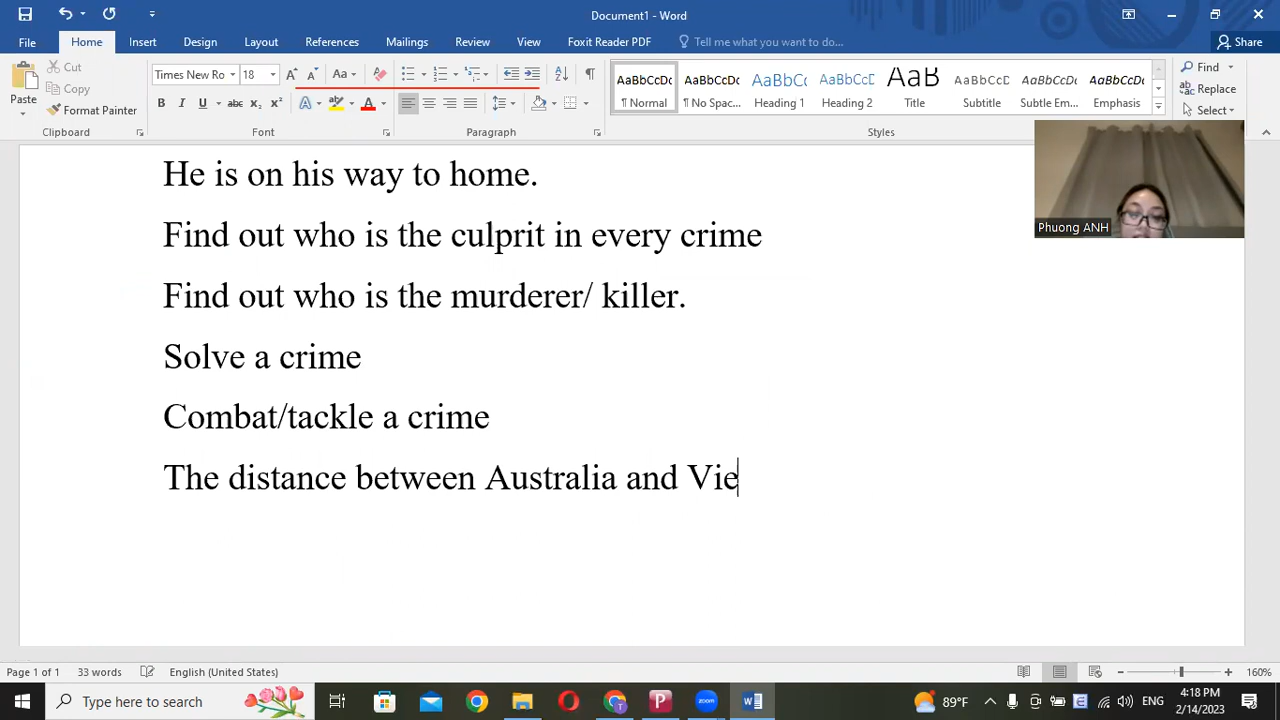 Document1 - Word
File Home Insert Design Layout References Mailings Review View Foxit Reader PDF Tell me what you want to do... Share
Paste Cut Copy Format Painter
Clipboard
Times New Ro 18
Font
Paragraph
AaBbCcDc ¶ Normal
AaBbCcDc ¶ No Spac...
AaBbCc Heading 1
AaBbCcC Heading 2
AaB Title
AaBbCcD Subtitle
AaBbCcDc Subtle Em...
AaBbCcDc Emphasis
Styles
Find
Replace
Select
Phuong ANH
He is on his way to home.
Find out who is the culprit in every crime
Find out who is the murderer/ killer.
Solve a crime
Combat/tackle a crime
The distance between Australia and Vie
Page 1 of 1 33 words English (United States) 160%
Type here to search
zoom
89°F
ENG
4:18 PM
2/14/2023